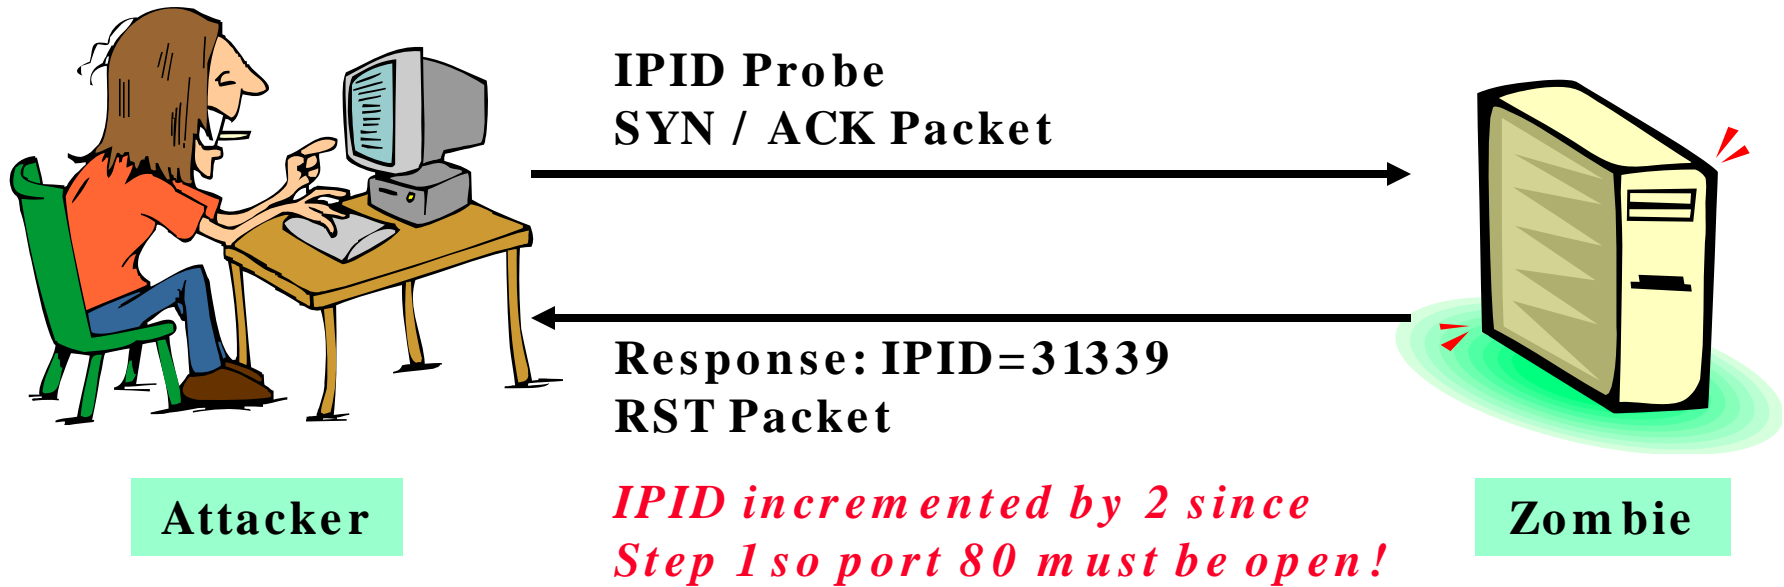 IPID Probe
SYN / ACK Packet
Response: IPID=31339
RST Packet
IPID incremented by 2 since
Step 1 so port 80 must be open!
Attacker
Zombie